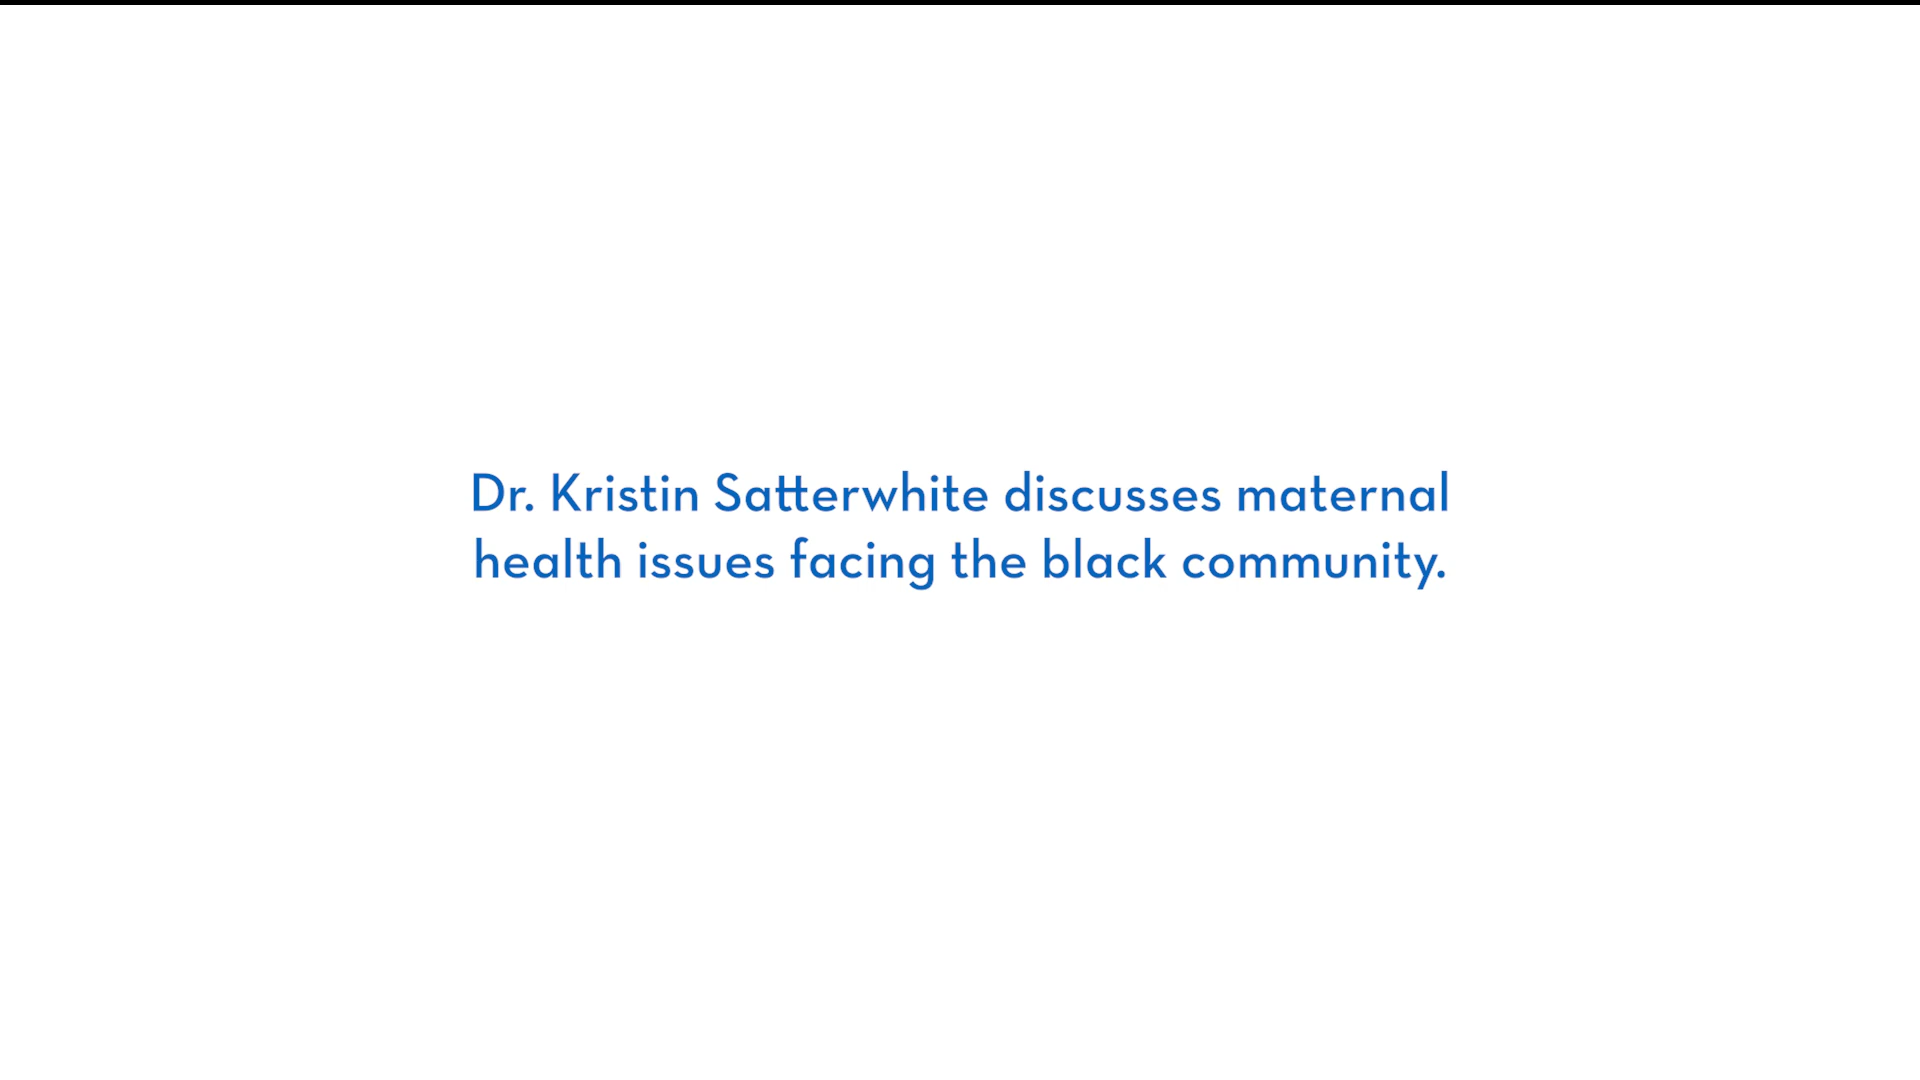 Dr. Kristin Satterwhite discusses maternal
health issues facing the black community.